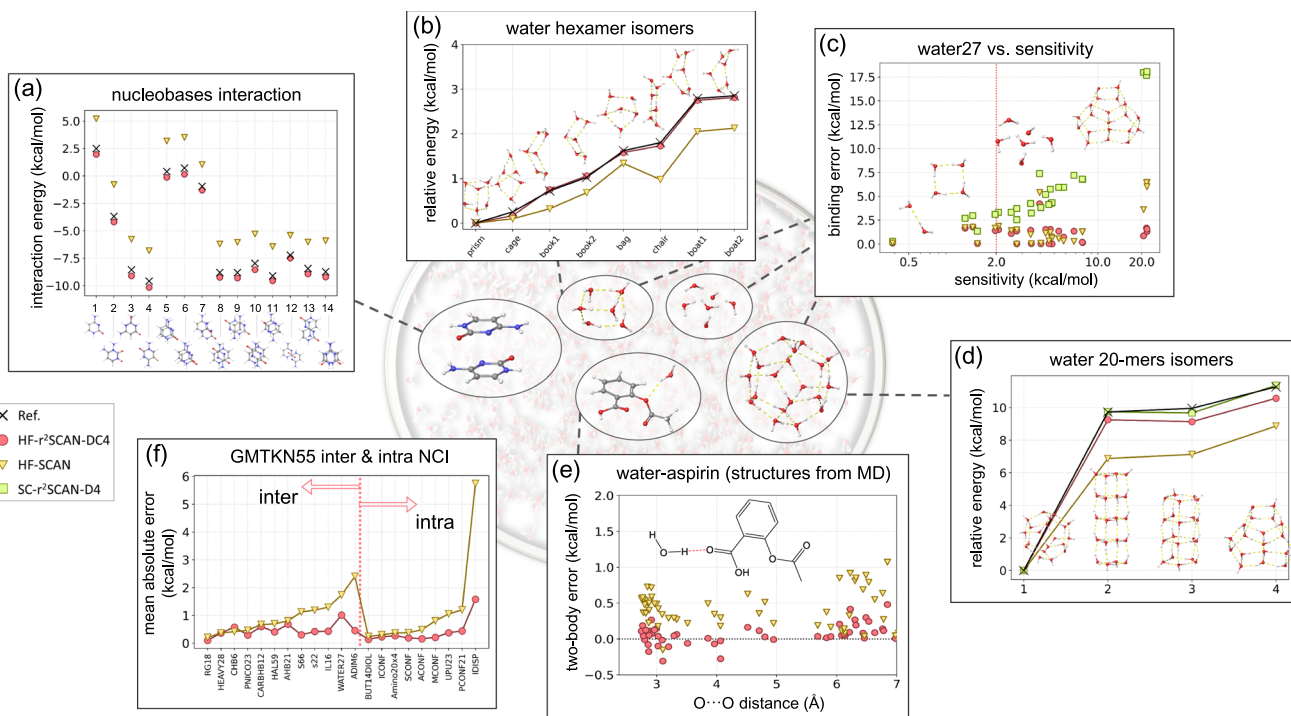 (a)
nucleobases interaction
interaction energy (kcal/mol)
5.0
2.5
0.0
−2.5
−5.0
−7.5
−10.0
1 2 3 4 5 6 7 8 9 10 11 12 13 14
(b)
water hexamer isomers
relative energy (kcal/mol)
4
3
2
1
0
prism cage book1 book2 bag chair boat1 boat2
(c)
water27 vs. sensitivity
binding error (kcal/mol)
17.5
15.0
12.5
10.0
7.5
5.0
2.5
0.0
0.5 2.0 10.0 20.0
sensitivity (kcal/mol)
(d)
water 20-mers isomers
relative energy (kcal/mol)
10
8
6
4
2
0
1 2 3 4
Ref.
HF-r²SCAN-DC4
HF-SCAN
SC-r²SCAN-D4
(f)
GMTKN55 inter & intra NCI
inter
intra
mean absolute error
(kcal/mol)
6
5
4
3
2
1
0
RG18 HEAVY28 CHB6 PNICO23 CARBHB12 HAL59 AHB21 S66 s22 IL16 WATER27 ADIM6 BUT14DIOL ICONF Amino20x4 SCONF ACONF MCONF UPU23 PCONF21 IDISP
(e)
water-aspirin (structures from MD)
two-body error (kcal/mol)
2.0
1.5
1.0
0.5
0.0
−0.5
H
O
H
O
OH
O
O
3 4 5 6 7
O···O distance (Å)